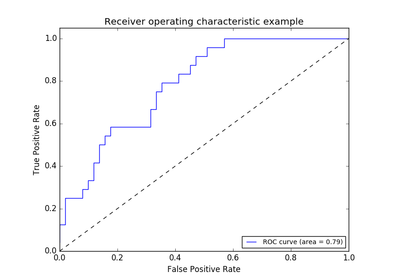 Receiver operating characteristic example
True Positive Rate
1.0
0.8
0.6
0.4
0.2
0.0
ROC curve (area = 0.79)
0.0 0.2 0.4 0.6 0.8 1.0
False Positive Rate